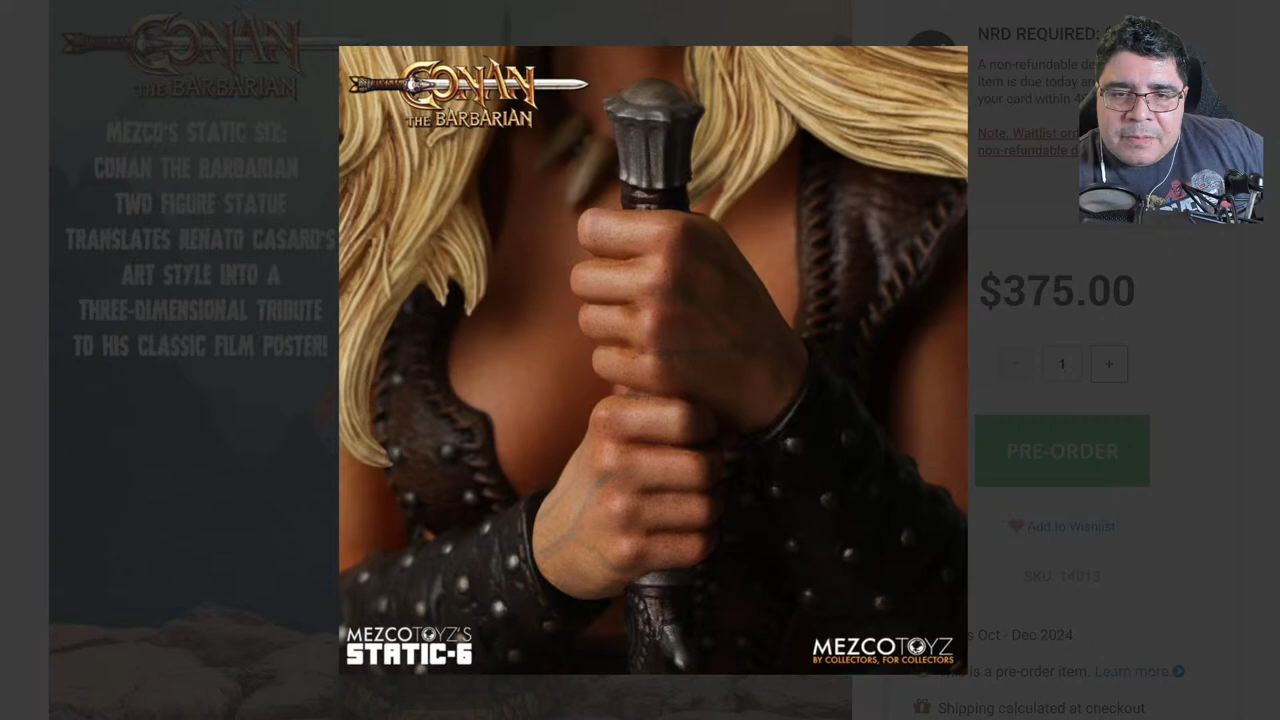 CONAN
THE BARBARIAN
MEZCO'S STATIC SIX:
CONAN THE BARBARIAN
TWO FIGURE STATUE
TRANSLATES RENATO CASARO'S
ART STYLE INTO A
THREE-DIMENSIONAL TRIBUTE
TO HIS CLASSIC FILM POSTER!
CONAN
THE BARBARIAN
MEZCOTOYZ'S
STATIC-6
MEZCOTOYZ
BY COLLECTORS, FOR COLLECTORS
NRD REQUIRED:
A non-refundable
item is due today
your card within
Note: Waitlist
non-refundable
$375.00
- 1 +
PRE-ORDER
Add to Wishlist
SKU: 14013
Oct - Dec 2024
is a pre-order item. Learn more
Shipping calculated at checkout